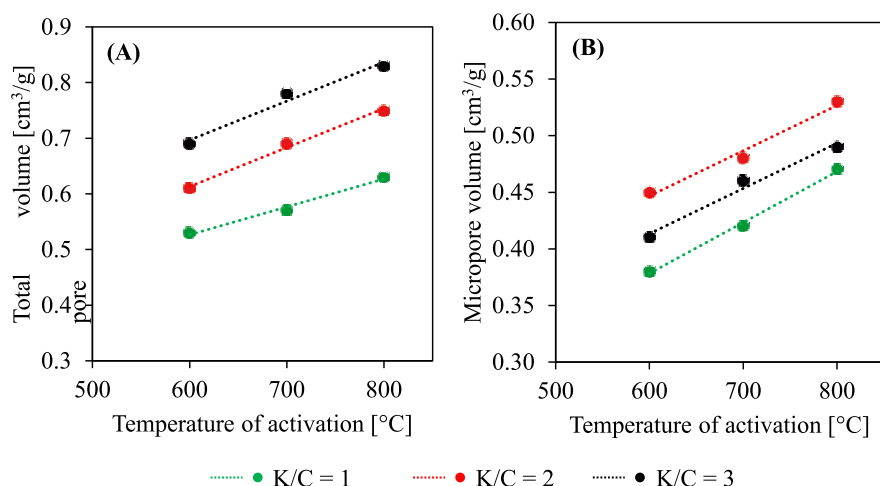 (A)
Total pore volume [cm³/g]
0.9
0.8
0.7
0.6
0.5
0.4
0.3
500 600 700 800
Temperature of activation [°C]
(B)
Micropore volume [cm³/g]
0.60
0.55
0.50
0.45
0.40
0.35
0.30
500 600 700 800
Temperature of activation [°C]
K/C = 1 K/C = 2 K/C = 3